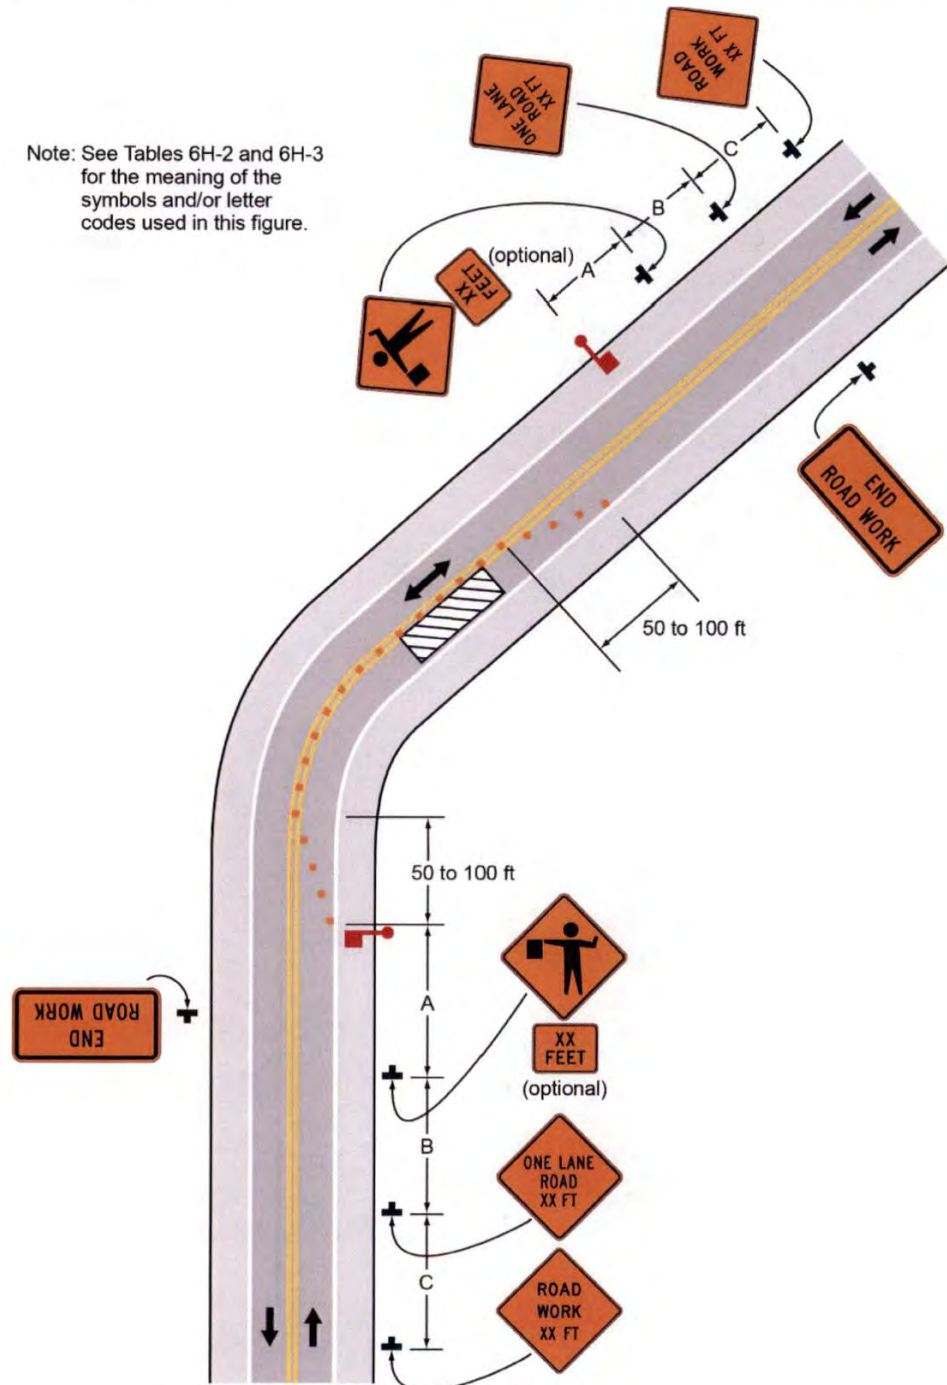 ROAD
WORK
XX FT
ONE LANE
ROAD
XX FT
Note: See Tables 6H-2 and 6H-3
for the meaning of the
symbols and/or letter
codes used in this figure.
C
B
(optional)
A
XX
FEET
END
ROAD WORK
50 to 100 ft
50 to 100 ft
A
END
ROAD WORK
XX
FEET
(optional)
B
ONE LANE
ROAD
XX FT
C
ROAD
WORK
XX FT